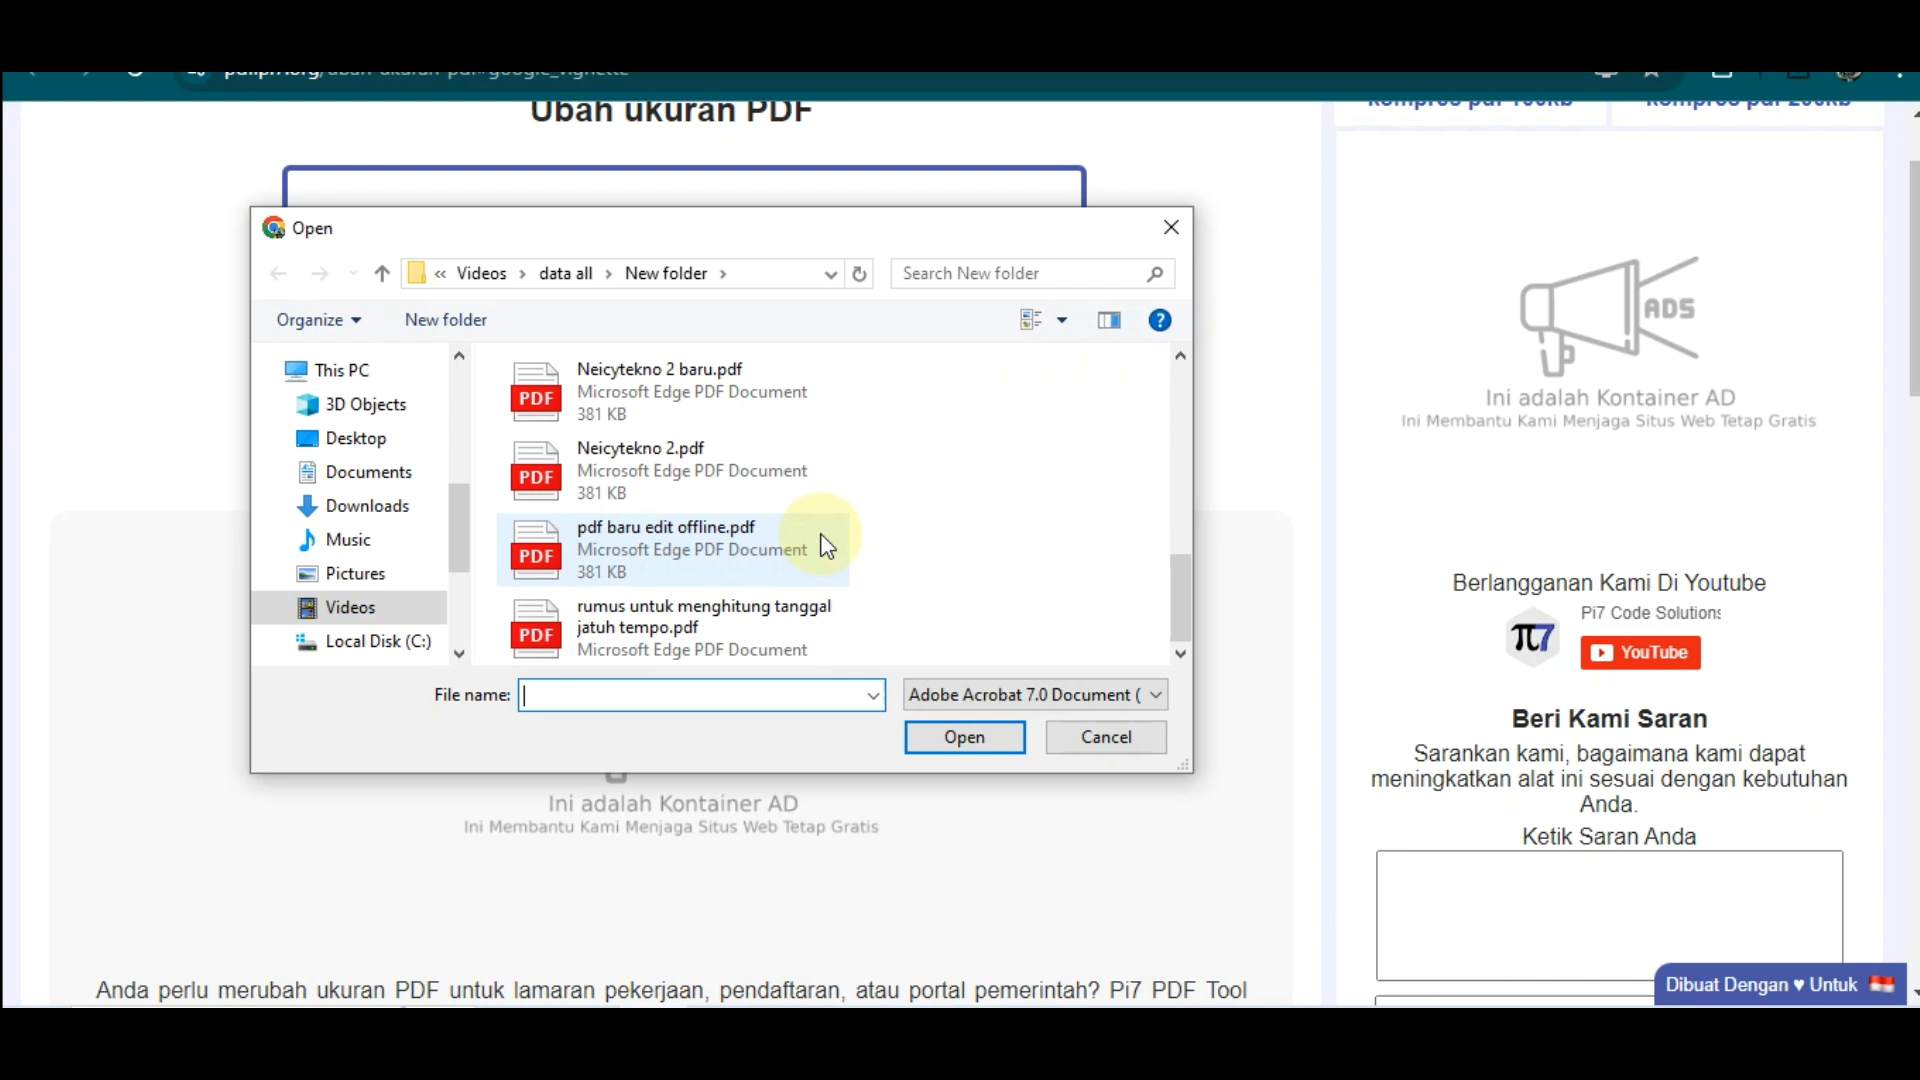 Ubah ukuran PDF
Open
« Videos › data all › New folder ›
Search New folder
Organize
New folder
This PC
3D Objects
Desktop
Documents
Downloads
Music
Pictures
Videos
Local Disk (C:)
PDF
Neicytekno 2 baru.pdf
Microsoft Edge PDF Document
381 KB
PDF
Neicytekno 2.pdf
Microsoft Edge PDF Document
381 KB
PDF
pdf baru edit offline.pdf
Microsoft Edge PDF Document
381 KB
PDF
rumus untuk menghitung tanggal
jatuh tempo.pdf
Microsoft Edge PDF Document
File name:
Adobe Acrobat 7.0 Document (
Open
Cancel
Ini adalah Kontainer AD
Ini Membantu Kami Menjaga Situs Web Tetap Gratis
Anda perlu merubah ukuran PDF untuk lamaran pekerjaan, pendaftaran, atau portal pemerintah? Pi7 PDF Tool
ADS
Ini adalah Kontainer AD
Ini Membantu Kami Menjaga Situs Web Tetap Gratis
Berlangganan Kami Di Youtube
π7
Pi7 Code Solutions
YouTube
Beri Kami Saran
Sarankan kami, bagaimana kami dapat
meningkatkan alat ini sesuai dengan kebutuhan
Anda.
Ketik Saran Anda
Dibuat Dengan ♥ Untuk